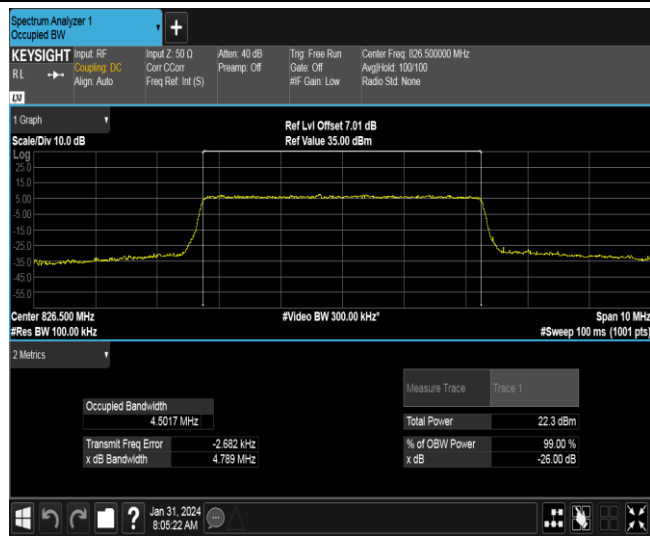 Spectrum Analyzer 1
Occupied BW
+
KEYSIGHT Input: RF Input Z: 50 Ω Atten: 40 dB Trig: Free Run Center Freq: 826.500000 MHz
RL Coupling: DC Corr CCorr Preamp: Off Gate: Off Avg|Hold: 100/100
Align: Auto Freq Ref: Int (S) #IF Gain: Low Radio Std: None
LXI
1 Graph
Ref Lvl Offset 7.01 dB
Scale/Div 10.0 dB Ref Value 35.00 dBm
Log
25.0
15.0
5.00
-5.00
-15.0
-25.0
-35.0
-45.0
-55.0
Center 826.500 MHz #Video BW 300.00 kHz* Span 10 MHz
#Res BW 100.00 kHz #Sweep 100 ms (1001 pts)
2 Metrics
Measure Trace Trace 1
Occupied Bandwidth
4.5017 MHz Total Power 22.3 dBm
Transmit Freq Error -2.682 kHz % of OBW Power 99.00 %
x dB Bandwidth 4.789 MHz x dB -26.00 dB
? Jan 31, 2024
8:05:22 AM